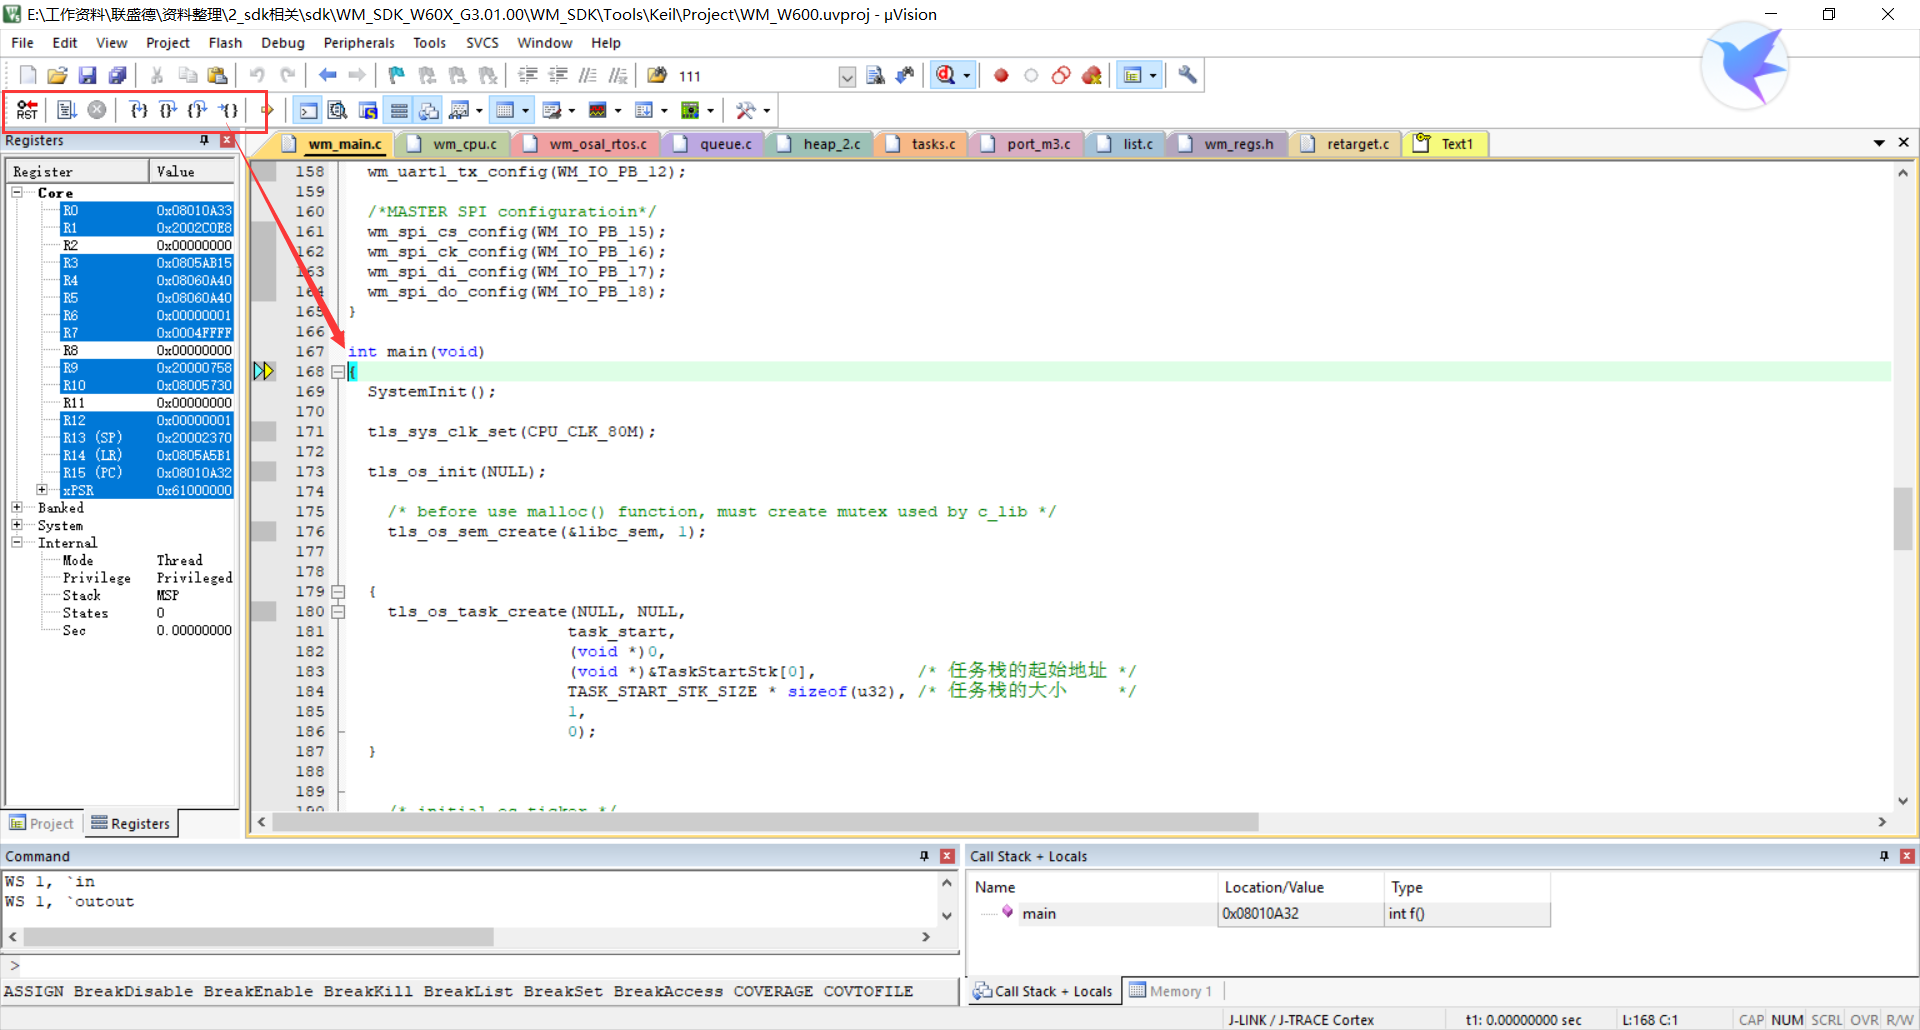 E:\工作资料\联盛德\资料整理\2_sdk相关\sdk\WM_SDK_W60X_G3.01.00\WM_SDK\Tools\Keil\Project\WM_W600.uvproj - µVision
File Edit View Project Flash Debug Peripherals Tools SVCS Window Help
111
RST
Registers
wm_main.c wm_cpu.c wm_osal_rtos.c queue.c heap_2.c tasks.c port_m3.c list.c wm_regs.h retarget.c Text1
Register Value
Core
R0 0x08010A33
R1 0x2002C0E8
R2 0x00000000
R3 0x0805AB15
R4 0x08060A40
R5 0x08060A40
R6 0x00000001
R7 0x0004FFFF
R8 0x00000000
R9 0x20000758
R10 0x08005730
R11 0x00000000
R12 0x00000001
R13 (SP) 0x20002370
R14 (LR) 0x0805A5B1
R15 (PC) 0x08010A32
xPSR 0x61000000
Banked
System
Internal
Mode Thread
Privilege Privileged
Stack MSP
States 0
Sec 0.00000000
Project Registers
158 wm_uart1_tx_config(WM_IO_PB_12);
159
160 /*MASTER SPI configuratioin*/
161 wm_spi_cs_config(WM_IO_PB_15);
162 wm_spi_ck_config(WM_IO_PB_16);
163 wm_spi_di_config(WM_IO_PB_17);
164 wm_spi_do_config(WM_IO_PB_18);
165 }
166
167 int main(void)
168 {
169 SystemInit();
170
171 tls_sys_clk_set(CPU_CLK_80M);
172
173 tls_os_init(NULL);
174
175 /* before use malloc() function, must create mutex used by c_lib */
176 tls_os_sem_create(&libc_sem, 1);
177
178
179 {
180 tls_os_task_create(NULL, NULL,
181 task_start,
182 (void *)0,
183 (void *)&TaskStartStk[0], /* 任务栈的起始地址 */
184 TASK_START_STK_SIZE * sizeof(u32), /* 任务栈的大小 */
185 1,
186 0);
187 }
188
189
190 /* initial os ticker */
Command
WS 1, `in
WS 1, `outout
>
ASSIGN BreakDisable BreakEnable BreakKill BreakList BreakSet BreakAccess COVERAGE COVTOFILE
Call Stack + Locals
Name Location/Value Type
main 0x08010A32 int f()
Call Stack + Locals Memory 1
J-LINK / J-TRACE Cortex t1: 0.00000000 sec L:168 C:1 CAP NUM SCRL OVR R/W